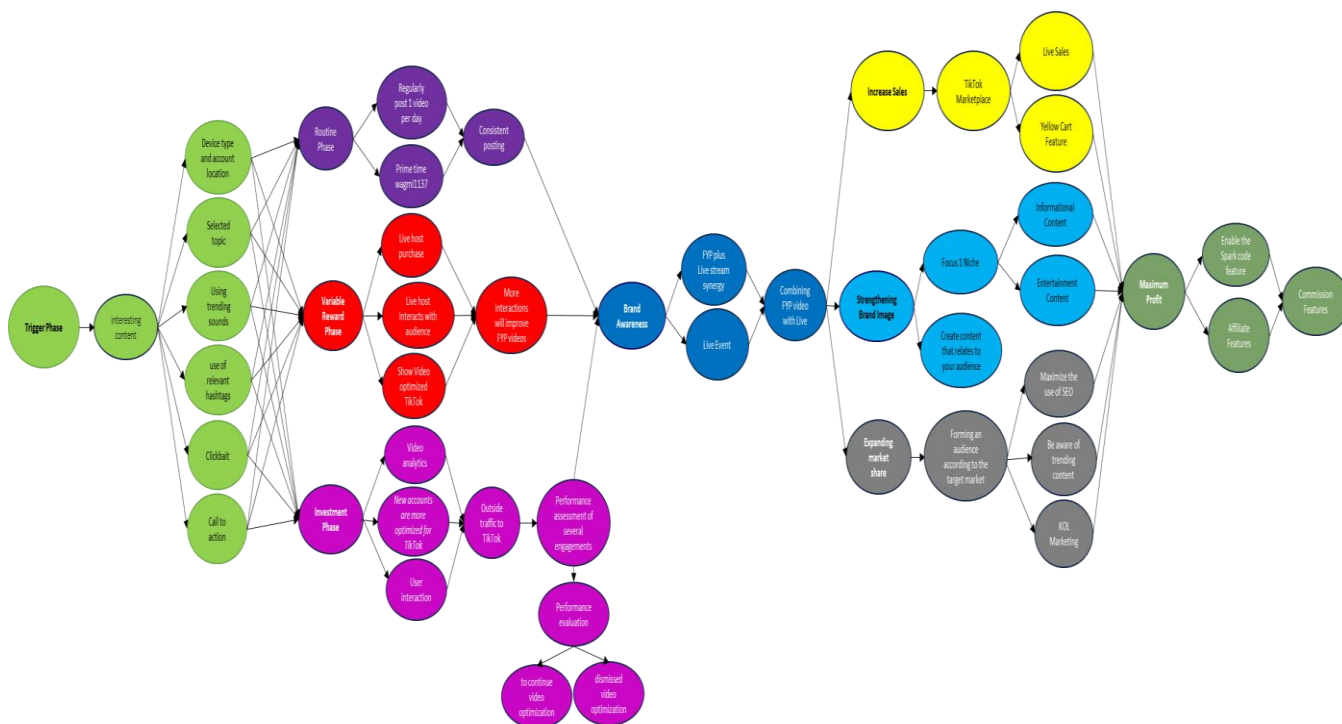 Trigger Phase
interesting
content
Device type
and account
location
Selected
topic
Using
trending
sounds
use of
relevant
hashtags
Clickbait
Call to
action
Routine
Phase
Regularly
post 1 video
per day
Prime time
wagmi1137
Consistent
posting
Variable
Reward
Phase
Live host
purchase
Live host
interacts with
audience
Show Video
optimized
TikTok
More
interactions
will improve
FYP videos
Investment
Phase
Video
analytics
New accounts
are more
optimized for
TikTok
User
interaction
Outside
traffic to
TikTok
Performance
assessment of
several
engagements
Performance
evaluation
to continue
video
optimization
dismissed
video
optimization
Brand
Awareness
FYP plus
Live stream
synergy
Live Event
Combining
FYP video
with Live
Increase Sales
TikTok
Marketplace
Live Sales
Yellow Cart
Feature
Strengthening
Brand Image
Focus 1 Niche
Informational
Content
Entertainment
Content
Create content
that relates to
your audience
Expanding
market
share
Forming an
audience
according to the
target market
Maximize the
use of SEO
Be aware of
trending
content
KOL
Marketing
Maximum
Profit
Enable the
Spark code
feature
Affiliate
Features
Commission
Features